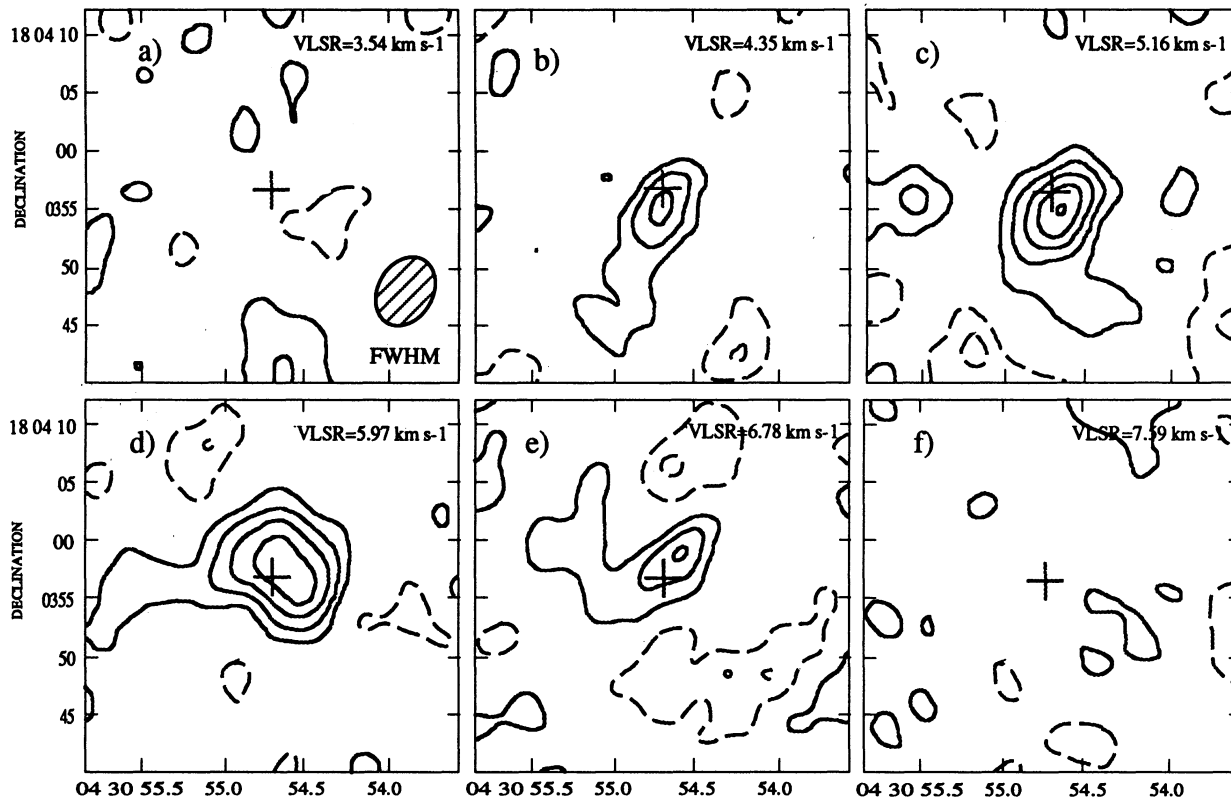 18 04 10
05
00
0355
50
45
DECLINATION
a)
VLSR=3.54 km s-1
FWHM
b)
VLSR=4.35 km s-1
c)
VLSR=5.16 km s-1
18 04 10
05
00
0355
50
45
DECLINATION
d)
VLSR=5.97 km s-1
e)
VLSR=6.78 km s-1
f)
VLSR=7.59 km s-1
04 30 55.5 55.0 54.5 54.0
55.5 55.0 54.5 54.0
04 30 55.5 55.0 54.5 54.0